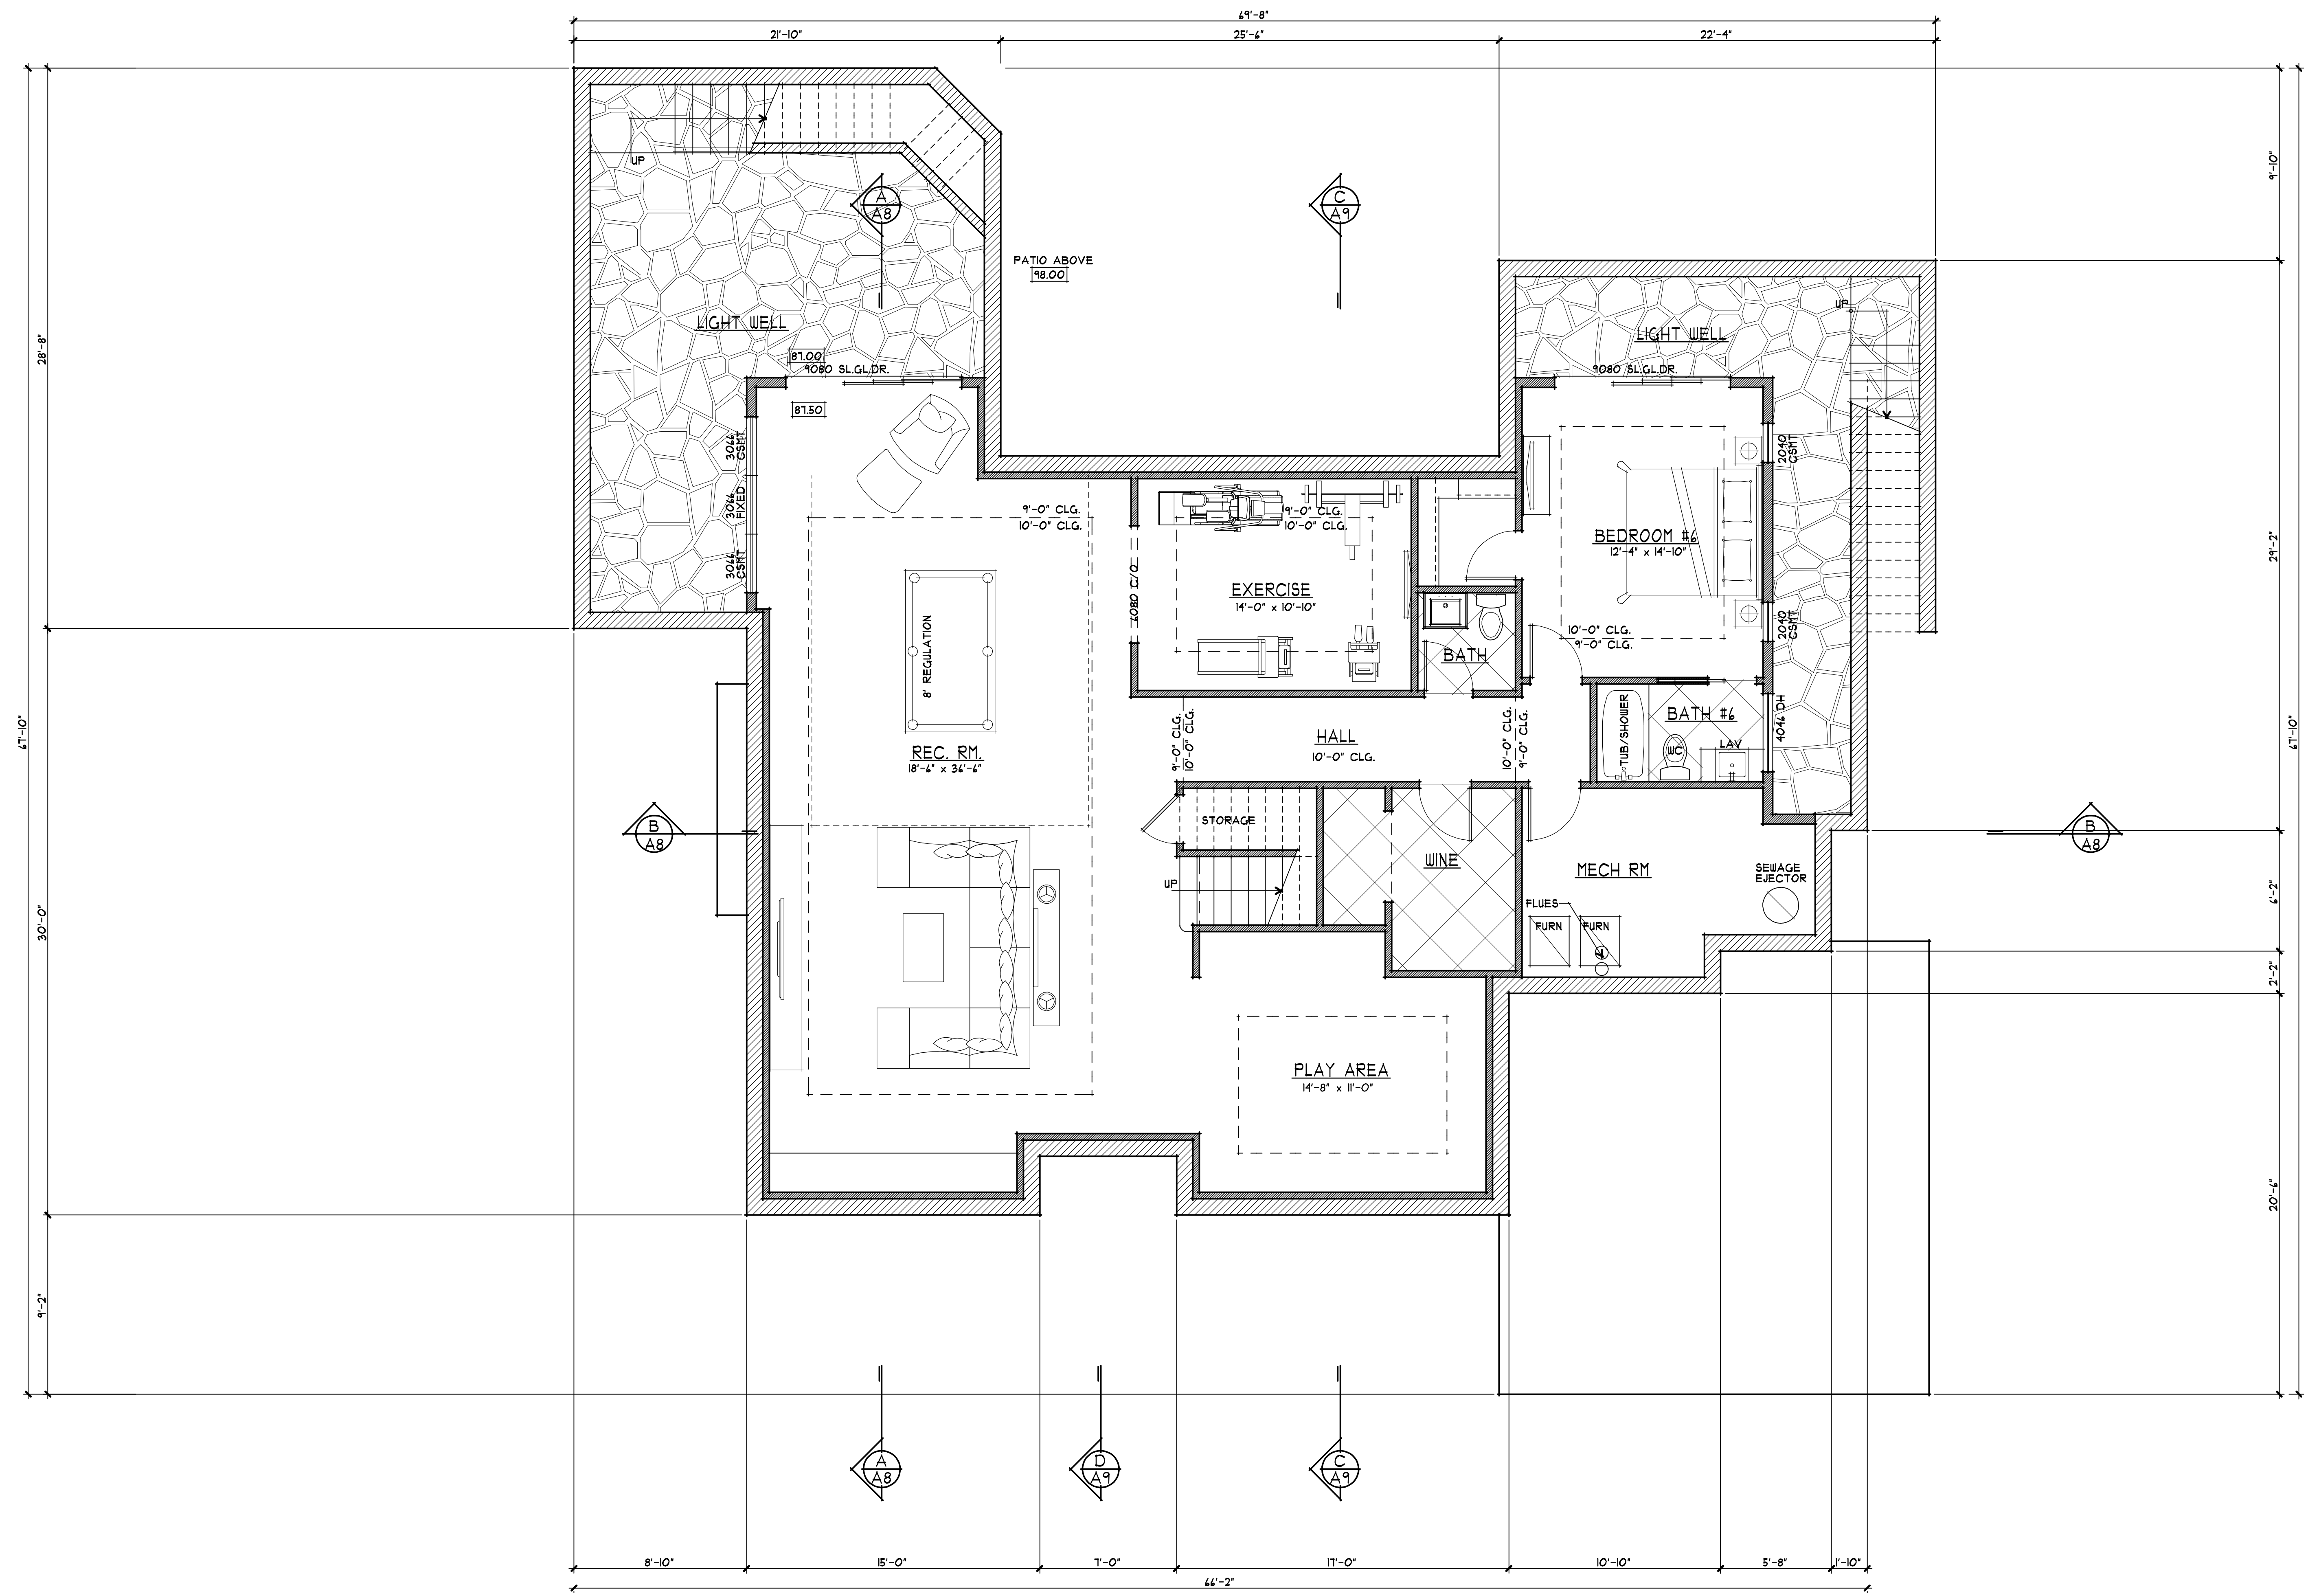 69'-8"
21'-10"
25'-6"
22'-4"
UP
A
A8
C
A9
9'-10"
PATIO ABOVE
98.00
28'-8"
LIGHT WELL
87.00
9080 SL.GL.DR.
87.50
UP
LIGHT WELL
9080 SL.GL.DR.
3066
CSMT
3066
FIXED
3066
CSMT
9'-0" CLG.
10'-0" CLG.
9'-0" CLG.
10'-0" CLG.
2040
CSMT
BEDROOM #6
12'-4" x 14'-10"
29'-2"
6080 C/O
EXERCISE
14'-0" x 10'-10"
8' REGULATION
BATH
10'-0" CLG.
9'-0" CLG.
2040
CSMT
67'-10"
REC. RM.
18'-6" x 36'-6"
9'-0" CLG.
10'-0" CLG.
HALL
10'-0" CLG.
10'-0" CLG.
9'-0" CLG.
TUB/SHOWER
BATH #6
WC
LAV
4046 DH
67'-10"
B
A8
STORAGE
UP
WINE
MECH RM
SEWAGE
EJECTOR
FLUES
FURN
FURN
B
A8
6'-2"
30'-0"
2'-2"
PLAY AREA
14'-8" x 11'-0"
20'-6"
9'-2"
A
A8
D
A9
C
A9
8'-10"
15'-0"
7'-0"
17'-0"
10'-10"
5'-8"
1'-10"
66'-2"